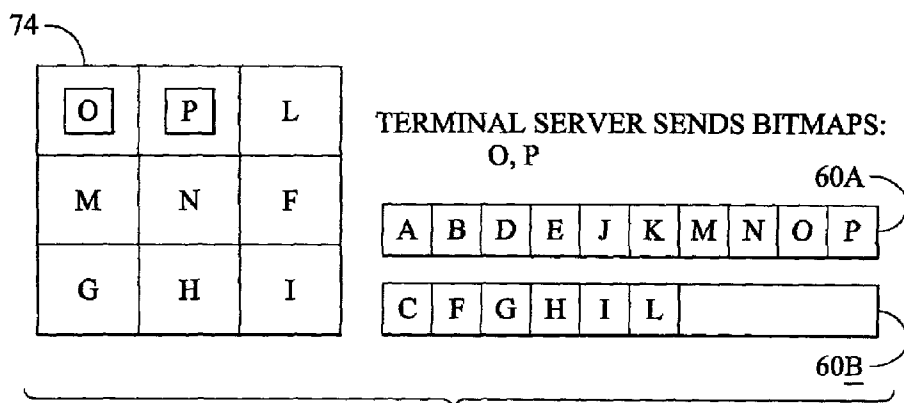 74
O P L
M N F
G H I
TERMINAL SERVER SENDS BITMAPS:
O, P
60A
A B D E J K M N O P
C F G H I L
60B